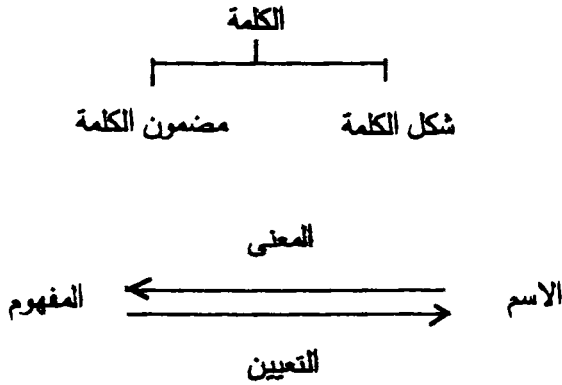 الكلمة
شكل الكلمة مضمون الكلمة
المعنى
الاسم المفهوم
التعيين